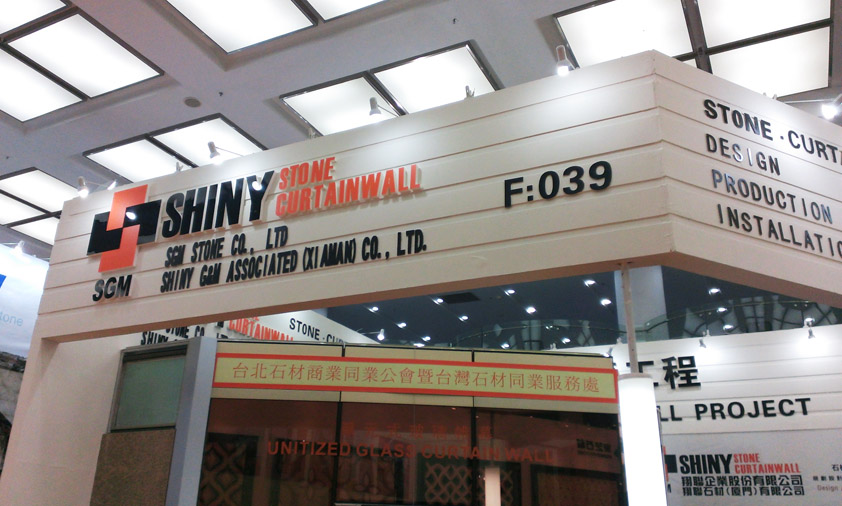 SHINY STONE CURTAINWALL
SGM
SGM STONE CO., LTD
SHINY G&M ASSOCIATED (XIAMAN) CO., LTD.
F:039
STONE · CURTA
DESIGN
PRODUCTION
INSTALLATIO
台北石材商業同業公會暨台灣石材同業服務處
UNITIZED GLASS CURTAIN WALL
工程
LL PROJECT
SHINY STONE CURTAINWALL
翔聯企業股份有限公司
翔聯石材(廈門)有限公司